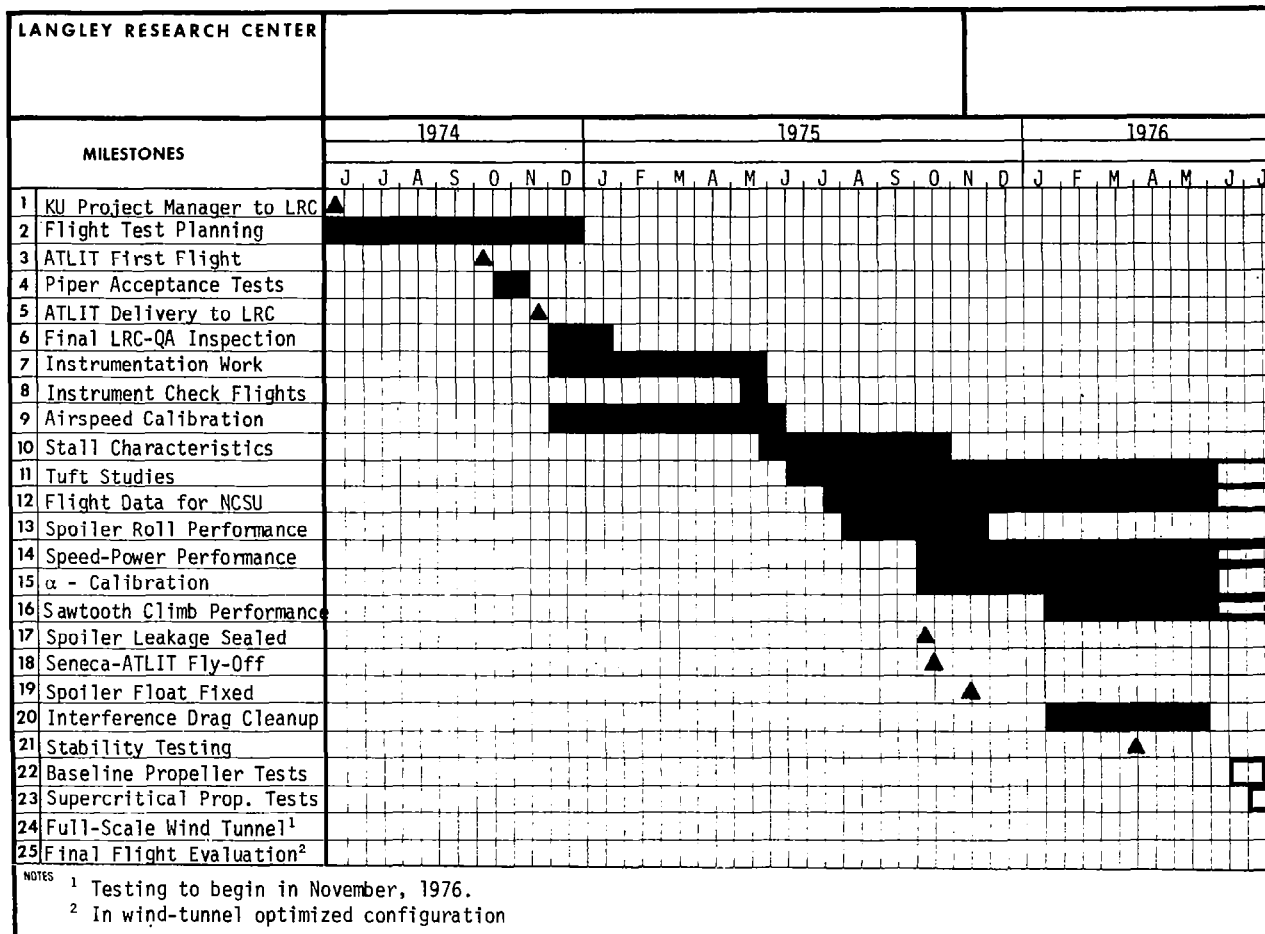 LANGLEY RESEARCH CENTER
1974 1975 1976
MILESTONES
J J A S O N D J F M A M J J A S O N D J F M A M J J
1 KU Project Manager to LRC
2 Flight Test Planning
3 ATLIT First Flight
4 Piper Acceptance Tests
5 ATLIT Delivery to LRC
6 Final LRC-QA Inspection
7 Instrumentation Work
8 Instrument Check Flights
9 Airspeed Calibration
10 Stall Characteristics
11 Tuft Studies
12 Flight Data for NCSU
13 Spoiler Roll Performance
14 Speed-Power Performance
15 α - Calibration
16 Sawtooth Climb Performance
17 Spoiler Leakage Sealed
18 Seneca-ATLIT Fly-Off
19 Spoiler Float Fixed
20 Interference Drag Cleanup
21 Stability Testing
22 Baseline Propeller Tests
23 Supercritical Prop. Tests
24 Full-Scale Wind Tunnel¹
25 Final Flight Evaluation²
NOTES ¹ Testing to begin in November, 1976.
² In wind-tunnel optimized configuration